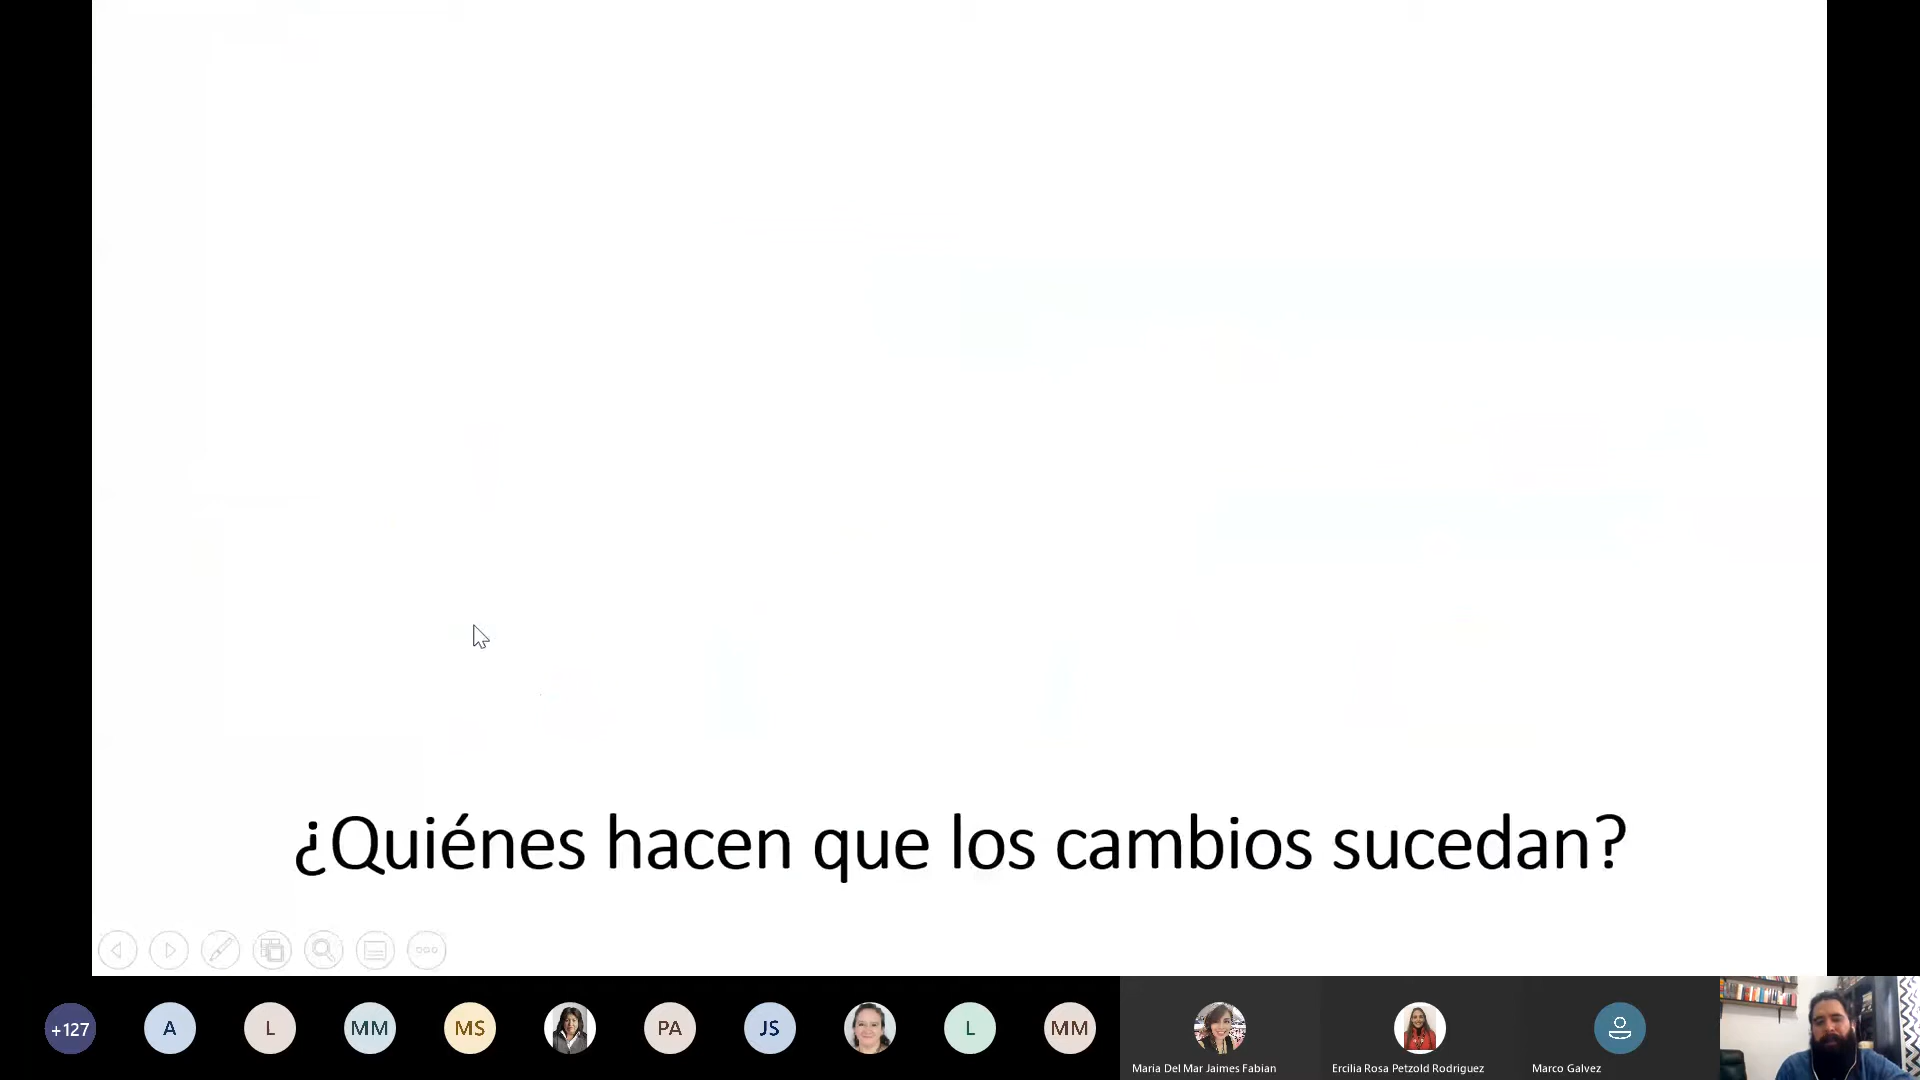 ¿Quiénes hacen que los cambios sucedan?
+127
A
L
MM
MS
PA
JS
L
MM
Maria Del Mar Jaimes Fabian
Ercilia Rosa Petzold Rodriguez
Marco Galvez